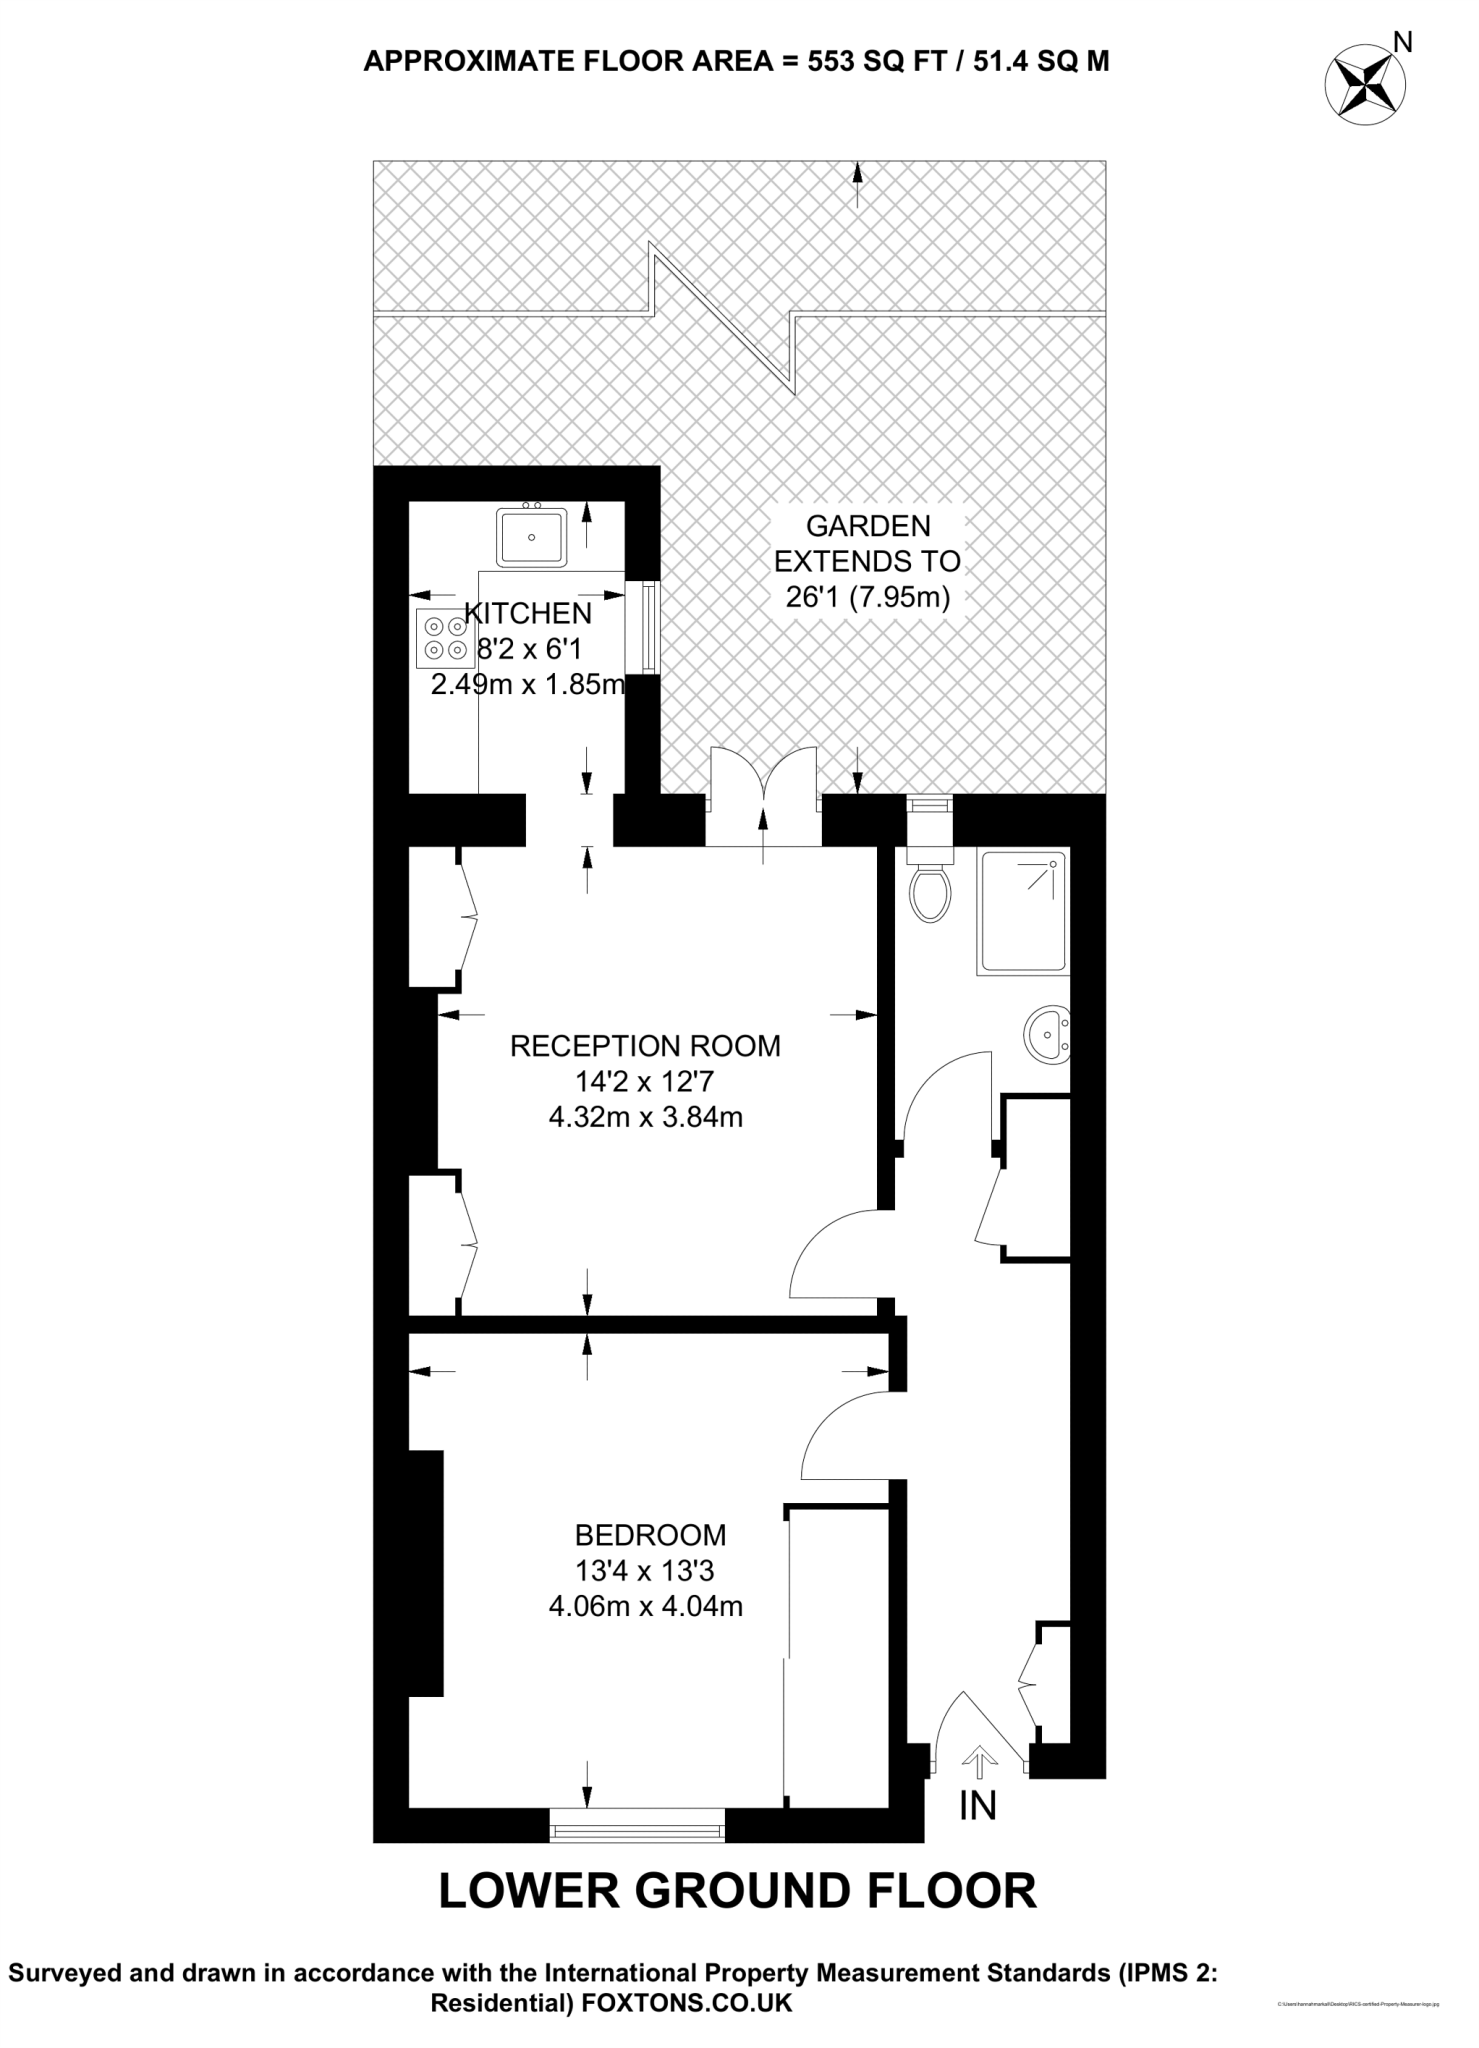 APPROXIMATE FLOOR AREA = 553 SQ FT / 51.4 SQ M
N
GARDEN
EXTENDS TO
26'1 (7.95m)
KITCHEN
8'2 x 6'1
2.49m x 1.85m
RECEPTION ROOM
14'2 x 12'7
4.32m x 3.84m
BEDROOM
13'4 x 13'3
4.06m x 4.04m
IN
LOWER GROUND FLOOR
Surveyed and drawn in accordance with the International Property Measurement Standards (IPMS 2:
Residential) FOXTONS.CO.UK